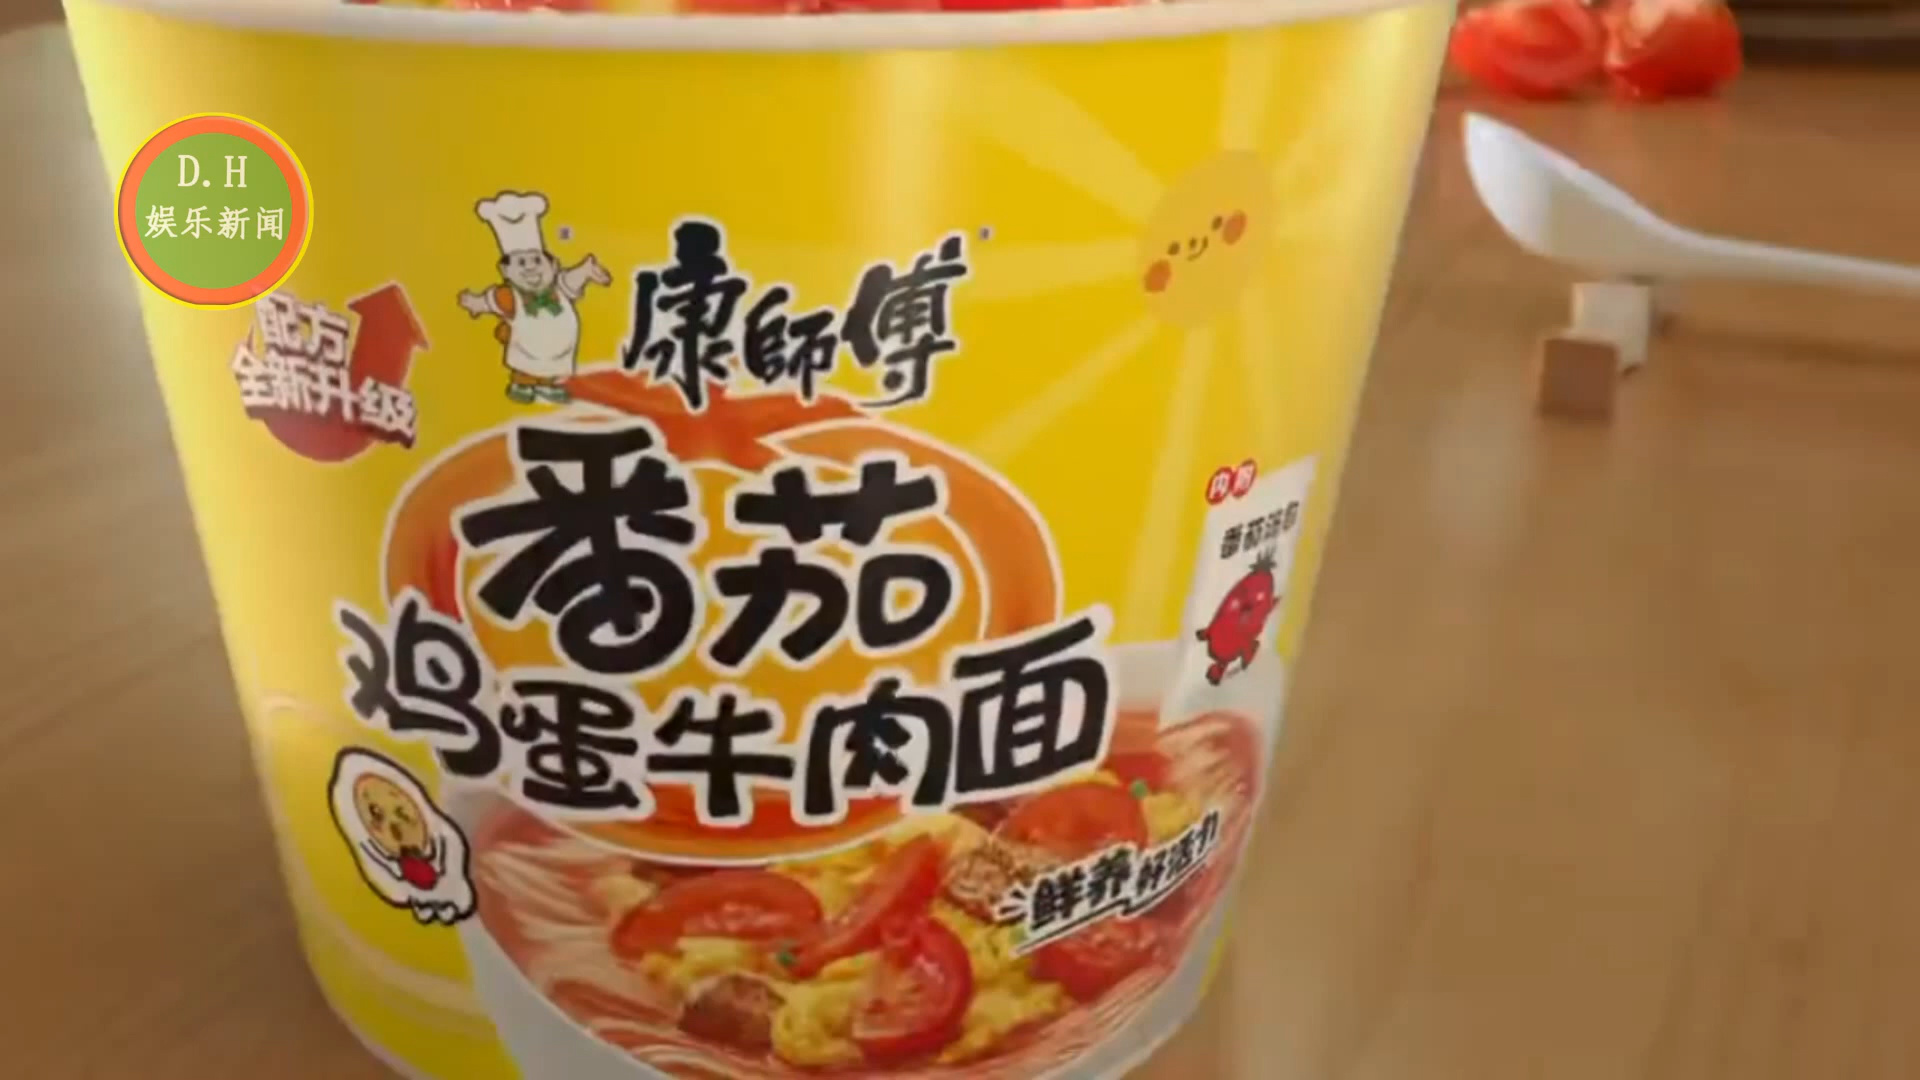 D.H
娱乐新闻
康師傅
配方
全新升级
番茄
鸡蛋牛肉面
内附
番茄汤包
鲜养好活力